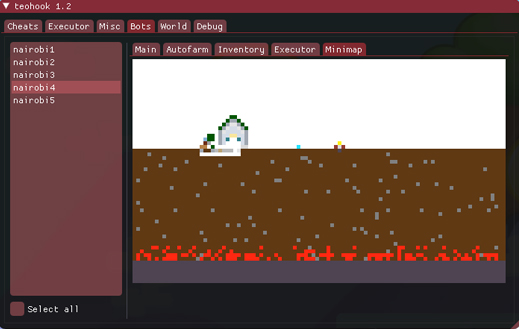 teohook 1.2
Cheats Executor Misc Bots World Debug
nairobi1
nairobi2
nairobi3
nairobi4
nairobi5
Main Autofarm Inventory Executor Minimap
Select all